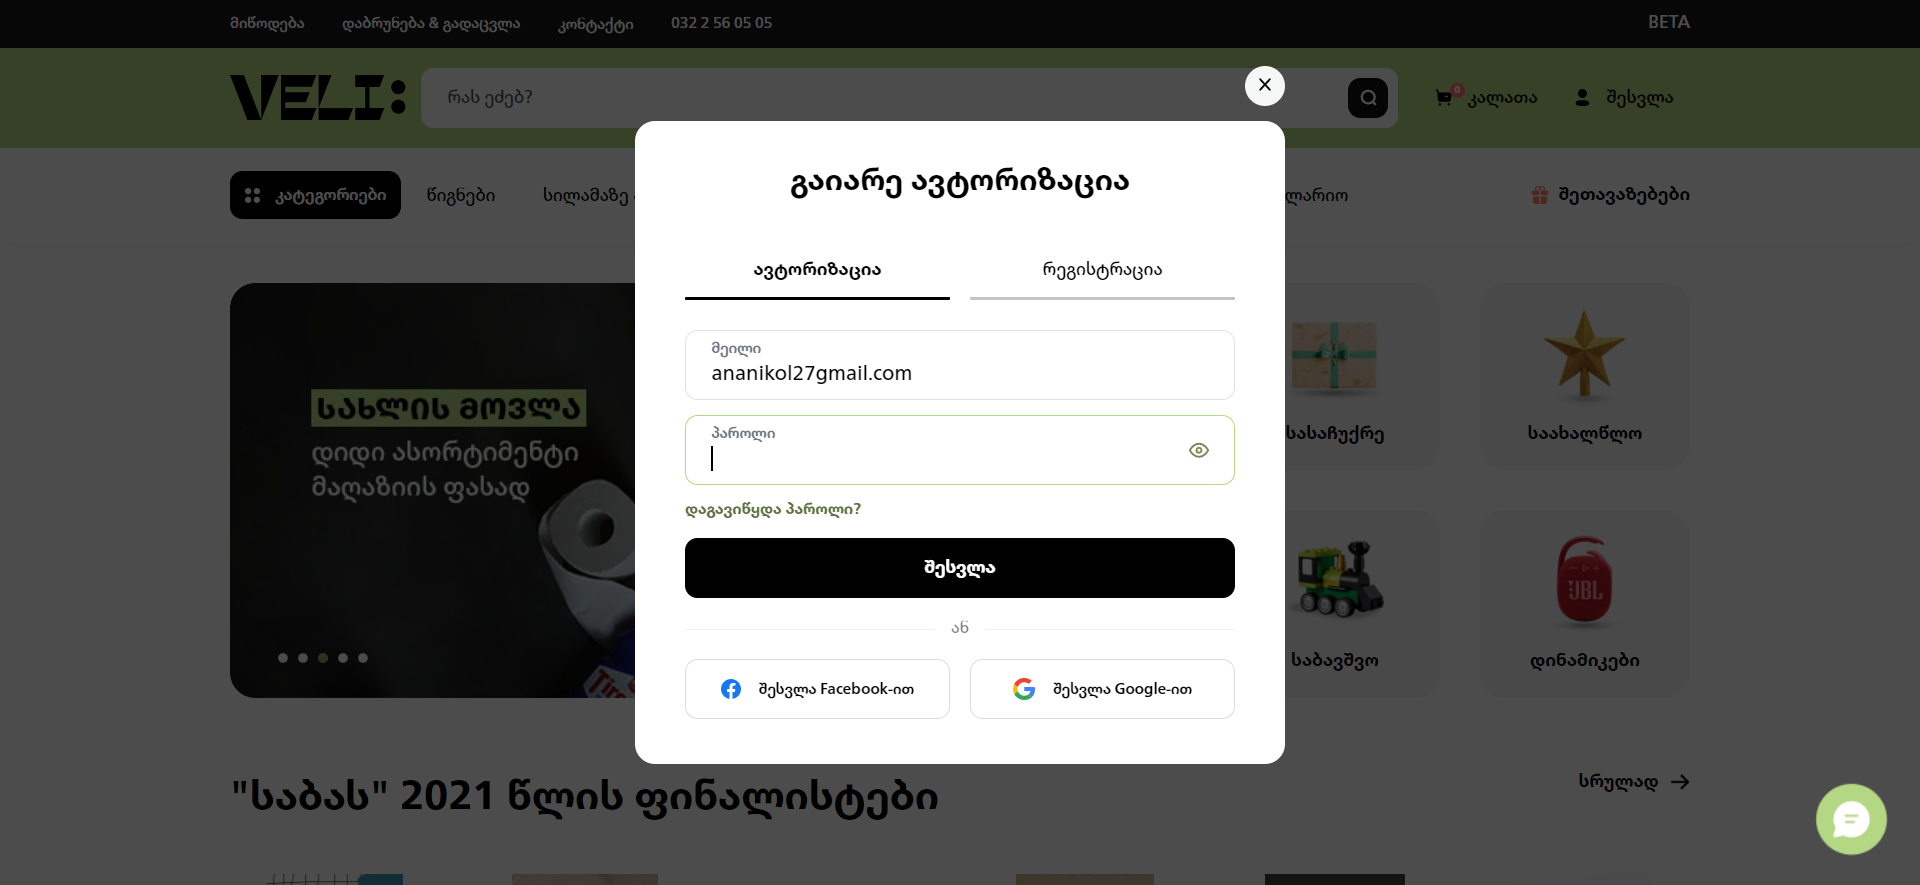 მიწოდება
დაბრუნება & გადაცვლა
კონტაქტი
032 2 56 05 05
BETA
VELI:
რას ეძებ?
0
კალათა
შესვლა
კატეგორიები
წიგნები
სილამაზე
ლარიო
შეთავაზებები
გაიარე ავტორიზაცია
ავტორიზაცია
რეგისტრაცია
მეილი
ananikol27gmail.com
პაროლი
დაგავიწყდა პაროლი?
შესვლა
ან
შესვლა Facebook-ით
შესვლა Google-ით
სახლის მოვლა
დიდი ასორტიმენტი
მაღაზიის ფასად
სასაჩუქრე
საახალწლო
საბავშვო
JBL
დინამიკები
"საბას" 2021 წლის ფინალისტები
სრულად